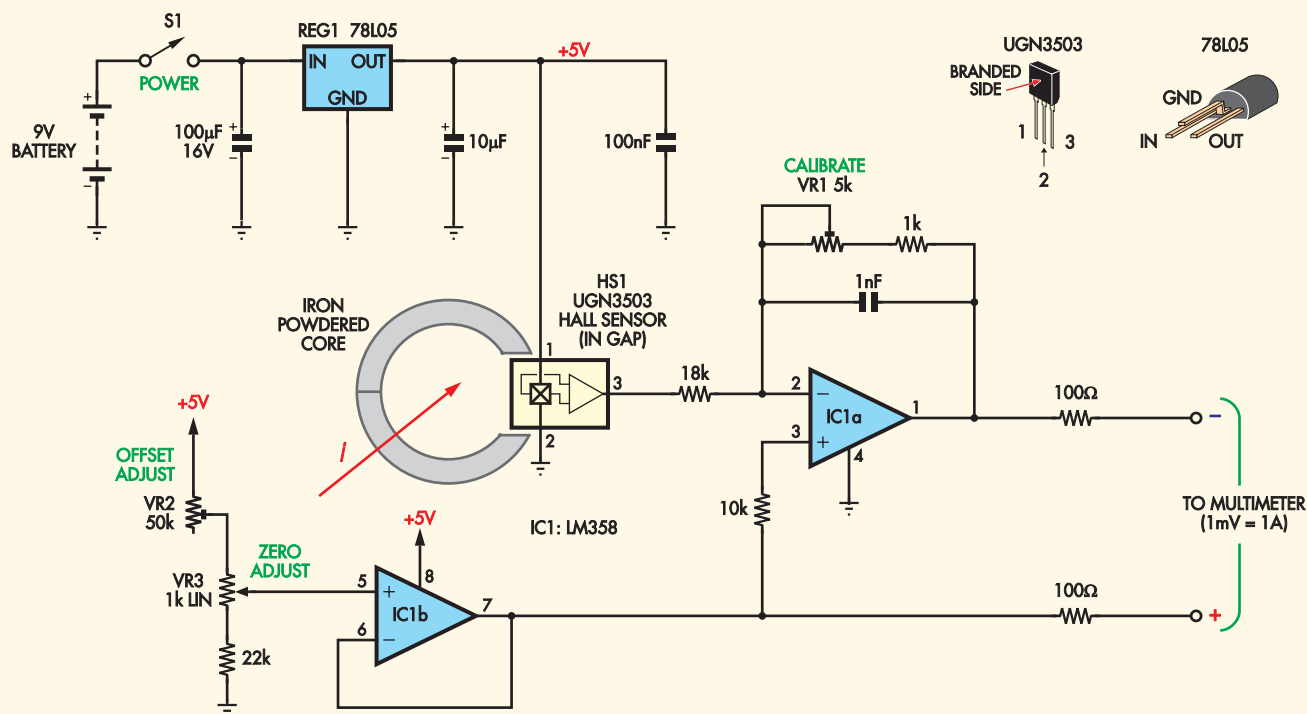 S1
POWER
REG1 78L05
IN
OUT
GND
+5V
+
9V
BATTERY
−
+
100µF
16V
−
+
10µF
−
100nF
UGN3503
BRANDED
SIDE
1
2
3
78L05
GND
IN
OUT
CALIBRATE
VR1 5k
1k
1nF
IRON
POWDERED
CORE
HS1
UGN3503
HALL SENSOR
(IN GAP)
1
3
2
i
18k
2
−
3
+
IC1a
1
4
100Ω
−
10k
+5V
OFFSET
ADJUST
VR2
50k
ZERO
ADJUST
VR3
1k LIN
22k
+5V
IC1: LM358
5
+
8
IC1b
7
6
−
TO MULTIMETER
(1mV = 1A)
100Ω
+